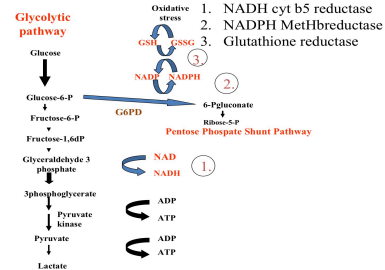 Glycolytic
pathway
Glucose
Glucose-6-P
Fructose-6-P
Fructose-1,6dP
Glyceraldehyde 3
phosphate
3phosphoglycerate
Pyruvate
kinase
Pyruvate
Lactate
Oxidative
stress
GSH GSSG
3.
NADP NADPH
2.
G6PD
6-Pgluconate
Ribose-5-P
Pentose Phospate Shunt Pathway
NAD
NADH
1.
ADP
ATP
ADP
ATP
1. NADH cyt b5 reductase
2. NADPH MetHbreductase
3. Glutathione reductase